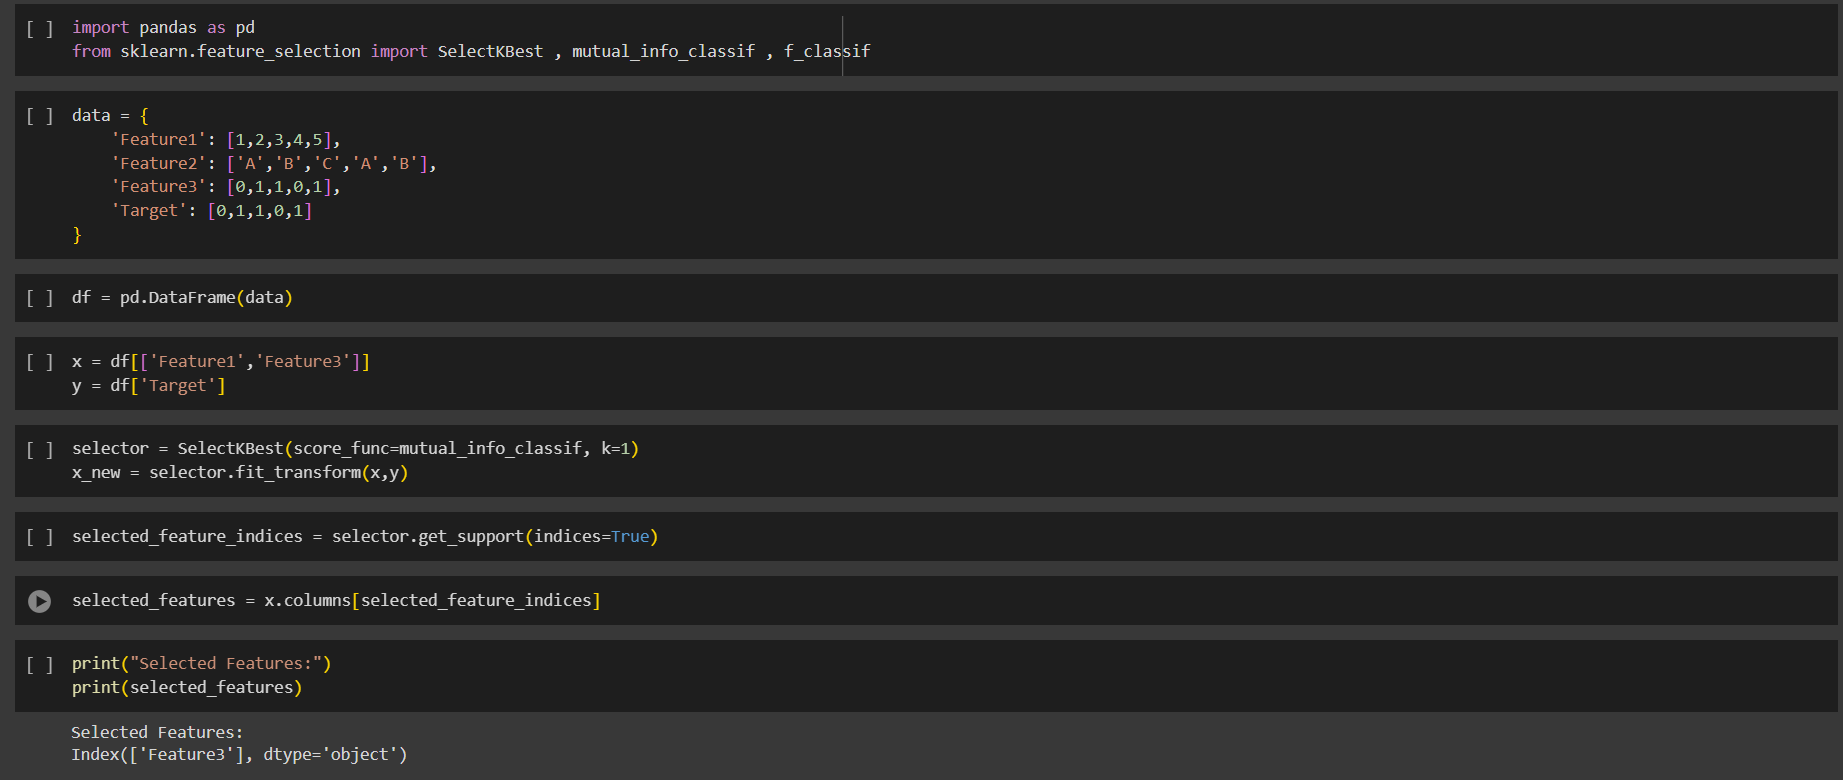 [ ] import pandas as pd
from sklearn.feature_selection import SelectKBest , mutual_info_classif , f_classif
[ ] data = {
'Feature1': [1,2,3,4,5],
'Feature2': ['A','B','C','A','B'],
'Feature3': [0,1,1,0,1],
'Target': [0,1,1,0,1]
}
[ ] df = pd.DataFrame(data)
[ ] x = df[['Feature1','Feature3']]
y = df['Target']
[ ] selector = SelectKBest(score_func=mutual_info_classif, k=1)
x_new = selector.fit_transform(x,y)
[ ] selected_feature_indices = selector.get_support(indices=True)
selected_features = x.columns[selected_feature_indices]
[ ] print("Selected Features:")
print(selected_features)
Selected Features:
Index(['Feature3'], dtype='object')